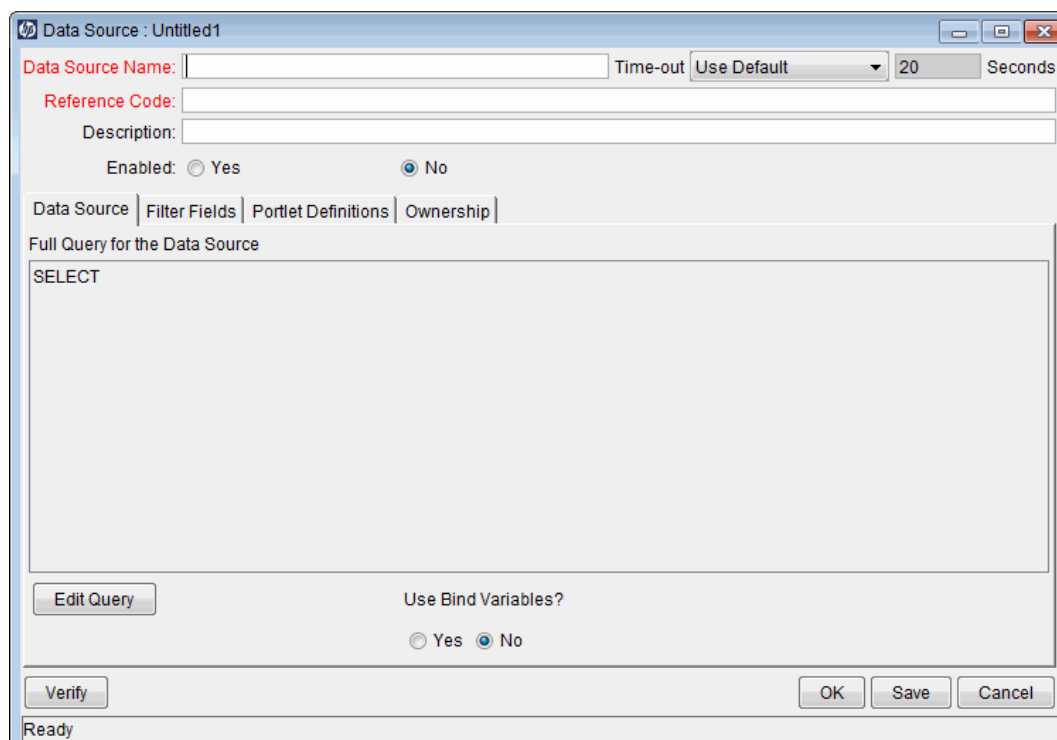 hp Data Source : Untitled1
Data Source Name: Time-out Use Default 20 Seconds
Reference Code:
Description:
Enabled: Yes No
Data Source Filter Fields Portlet Definitions Ownership
Full Query for the Data Source
SELECT
Edit Query Use Bind Variables?
Yes No
Verify OK Save Cancel
Ready